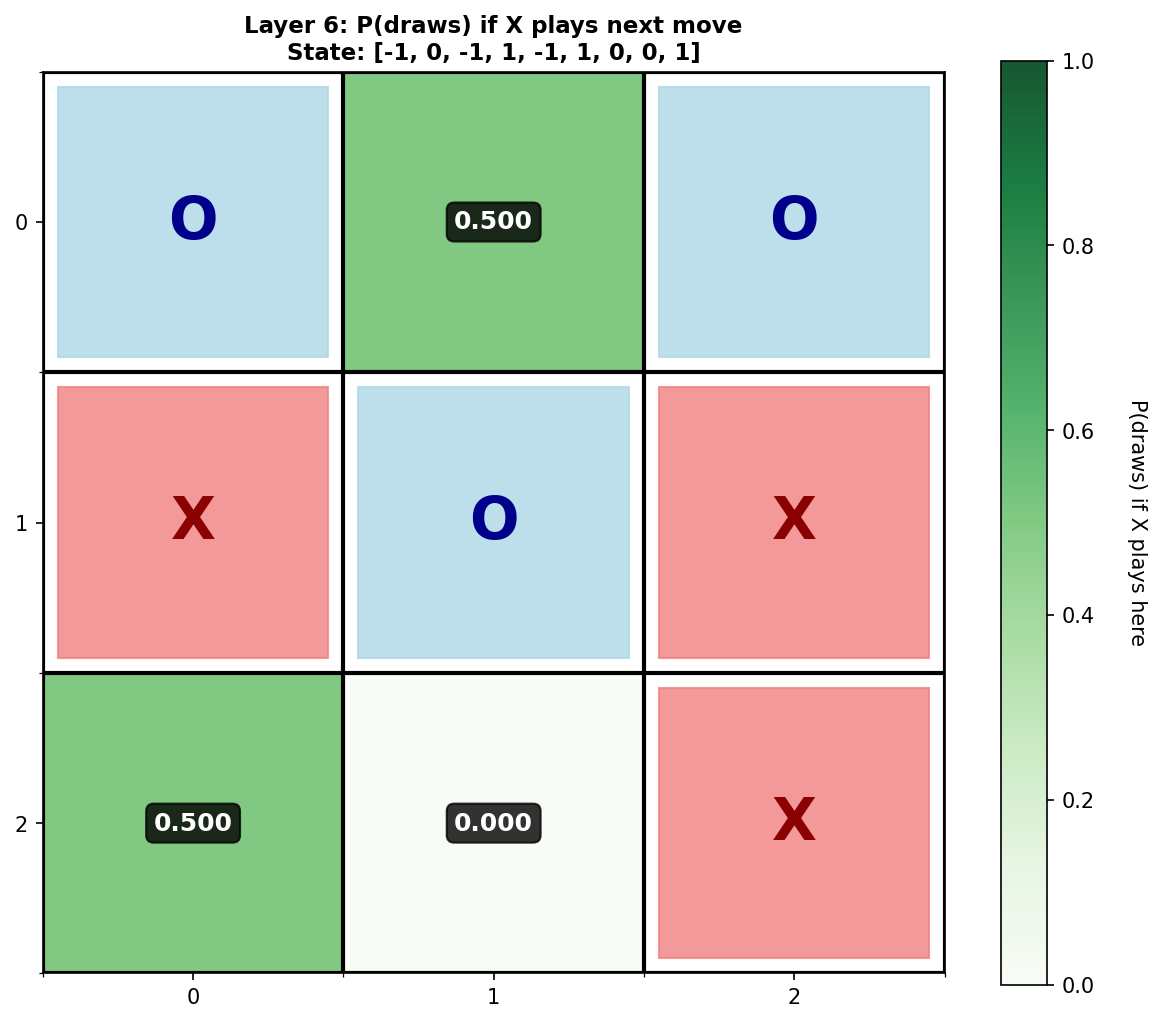 Layer 6: P(draws) if X plays next move
State: [-1, 0, -1, 1, -1, 1, 0, 0, 1]
1.0
0.8
0.6
0.4
0.2
0.0
P(draws) if X plays here
0
O
0.500
O
1
X
O
X
2
0.500
0.000
X
0
1
2